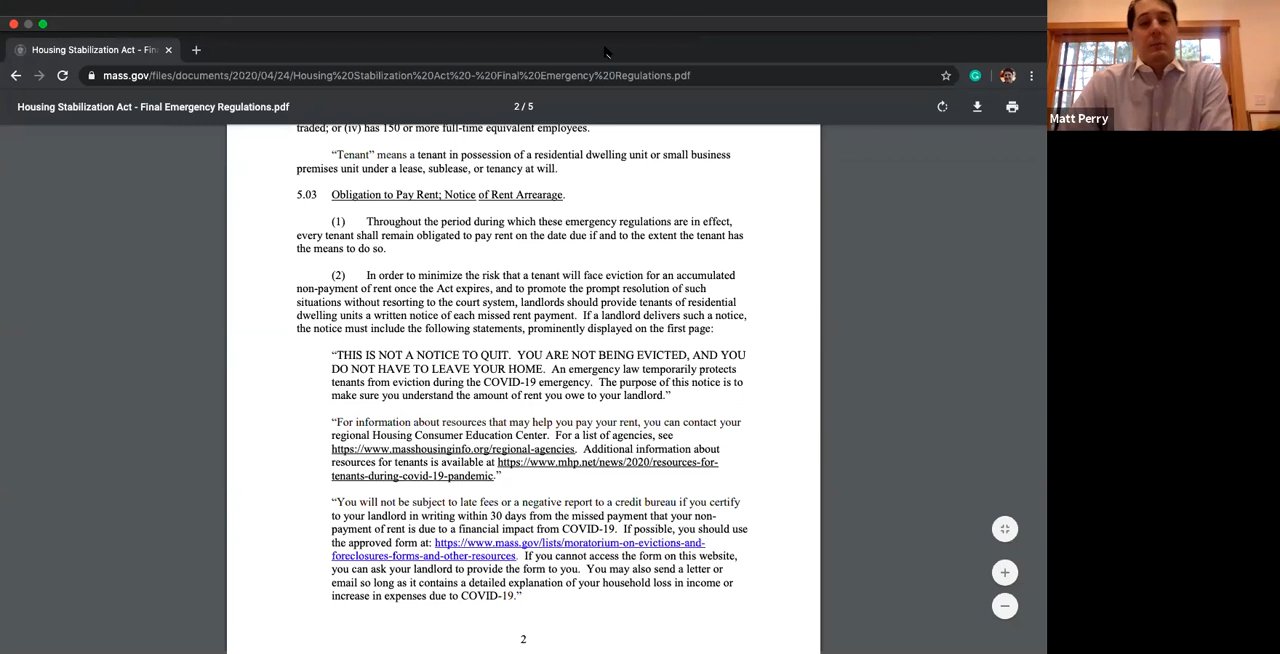 Housing Stabilization Act - Fin
mass.gov/files/documents/2020/04/24/Housing%20Stabilization%20Act%20-%20Final%20Emergency%20Regulations.pdf
Housing Stabilization Act - Final Emergency Regulations.pdf
2 / 5
Matt Perry
traded; or (iv) has 150 or more full-time equivalent employees.
“Tenant” means a tenant in possession of a residential dwelling unit or small business
premises unit under a lease, sublease, or tenancy at will.
5.03 Obligation to Pay Rent; Notice of Rent Arrearage.
(1) Throughout the period during which these emergency regulations are in effect,
every tenant shall remain obligated to pay rent on the date due if and to the extent the tenant has
the means to do so.
(2) In order to minimize the risk that a tenant will face eviction for an accumulated
non-payment of rent once the Act expires, and to promote the prompt resolution of such
situations without resorting to the court system, landlords should provide tenants of residential
dwelling units a written notice of each missed rent payment. If a landlord delivers such a notice,
the notice must include the following statements, prominently displayed on the first page:
“THIS IS NOT A NOTICE TO QUIT. YOU ARE NOT BEING EVICTED, AND YOU
DO NOT HAVE TO LEAVE YOUR HOME. An emergency law temporarily protects
tenants from eviction during the COVID-19 emergency. The purpose of this notice is to
make sure you understand the amount of rent you owe to your landlord.”
“For information about resources that may help you pay your rent, you can contact your
regional Housing Consumer Education Center. For a list of agencies, see
https://www.masshousinginfo.org/regional-agencies. Additional information about
resources for tenants is available at https://www.mhp.net/news/2020/resources-for-
tenants-during-covid-19-pandemic.”
“You will not be subject to late fees or a negative report to a credit bureau if you certify
to your landlord in writing within 30 days from the missed payment that your non-
payment of rent is due to a financial impact from COVID-19. If possible, you should use
the approved form at: https://www.mass.gov/lists/moratorium-on-evictions-and-
foreclosures-forms-and-other-resources. If you cannot access the form on this website,
you can ask your landlord to provide the form to you. You may also send a letter or
email so long as it contains a detailed explanation of your household loss in income or
increase in expenses due to COVID-19.”
2